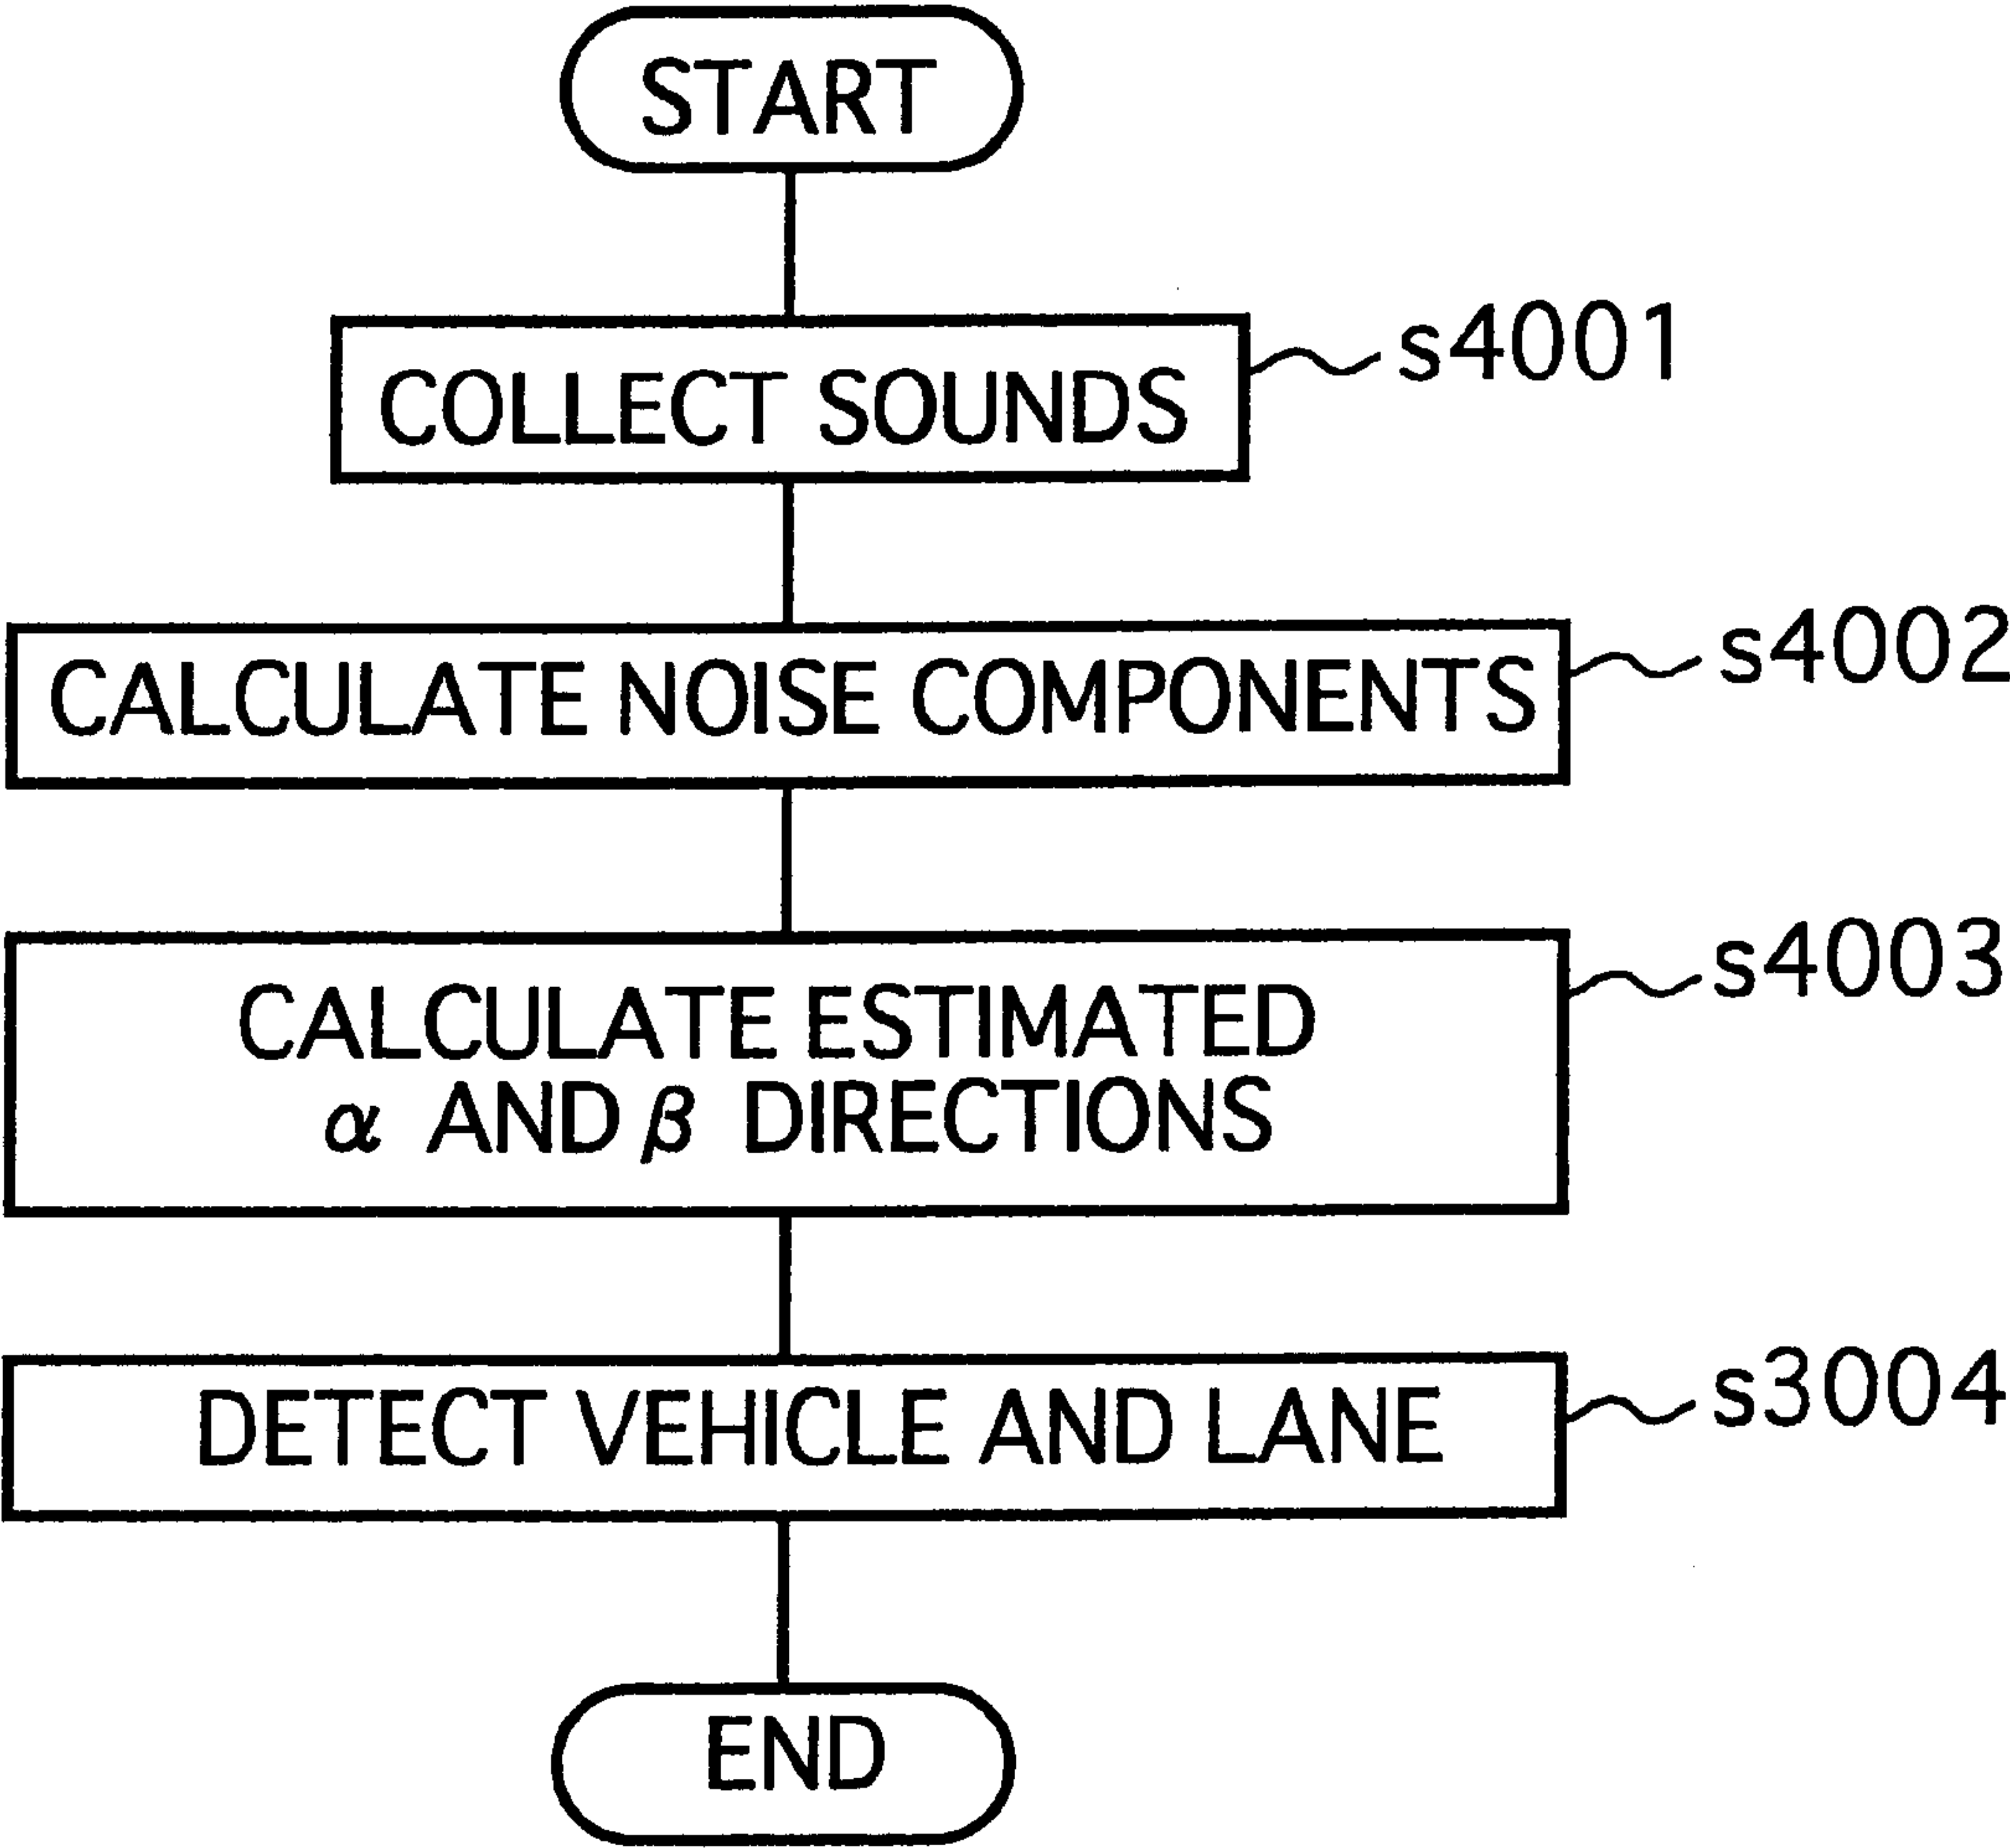 START
COLLECT SOUNDS
s4001
CALCULATE NOISE COMPONENTS
s4002
CALCULATE ESTIMATED
α AND β DIRECTIONS
s4003
DETECT VEHICLE AND LANE
s3004
END